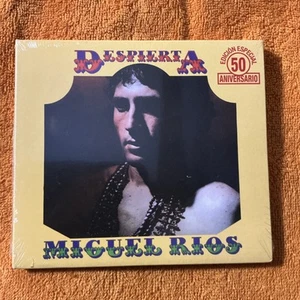 DESPIERTA
EDICIÓN ESPECIAL
50
ANIVERSARIO
MIGUEL RIOS